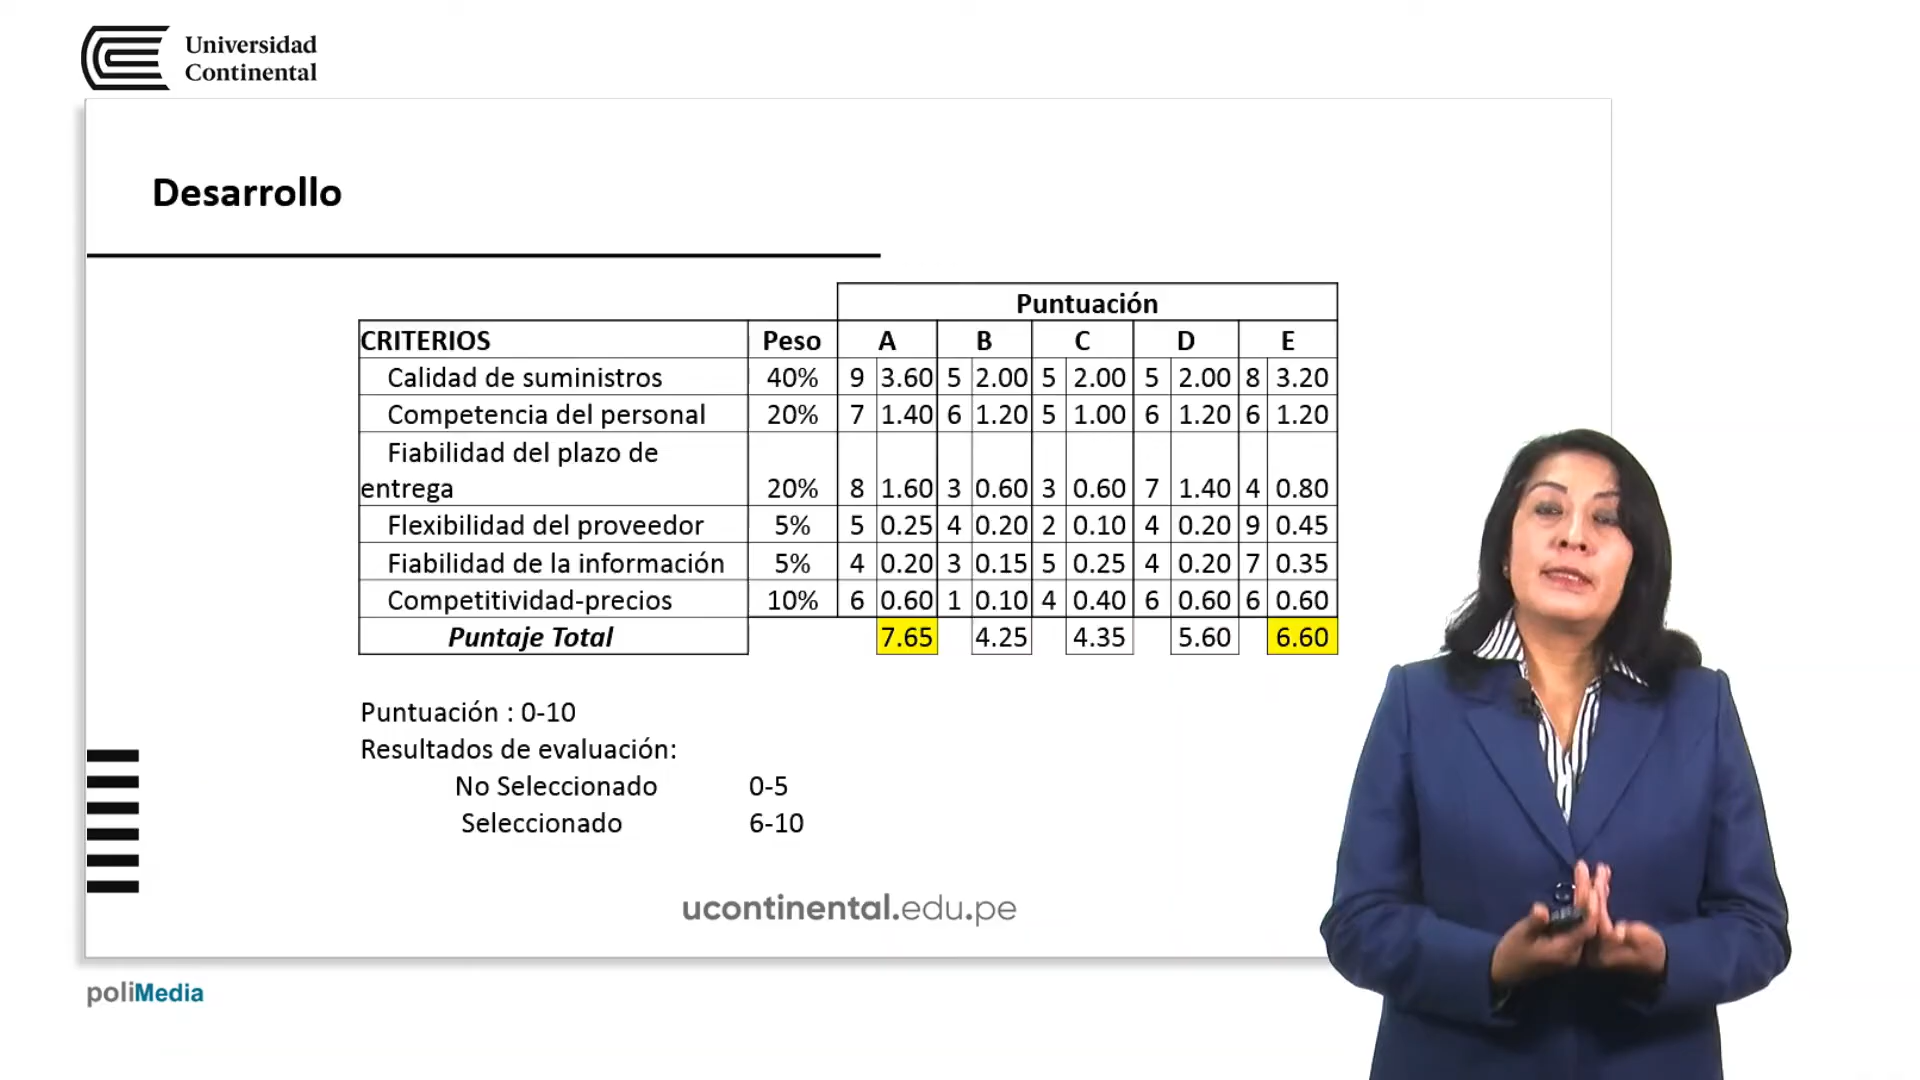 Universidad
Continental
Desarrollo
Puntuación
CRITERIOS Peso A B C D E
Calidad de suministros 40% 9 3.60 5 2.00 5 2.00 5 2.00 8 3.20
Competencia del personal 20% 7 1.40 6 1.20 5 1.00 6 1.20 6 1.20
Fiabilidad del plazo de
entrega 20% 8 1.60 3 0.60 3 0.60 7 1.40 4 0.80
Flexibilidad del proveedor 5% 5 0.25 4 0.20 2 0.10 4 0.20 9 0.45
Fiabilidad de la información 5% 4 0.20 3 0.15 5 0.25 4 0.20 7 0.35
Competitividad-precios 10% 6 0.60 1 0.10 4 0.40 6 0.60 6 0.60
Puntaje Total 7.65 4.25 4.35 5.60 6.60
Puntuación : 0-10
Resultados de evaluación:
No Seleccionado 0-5
Seleccionado 6-10
ucontinental.edu.pe
poliMedia